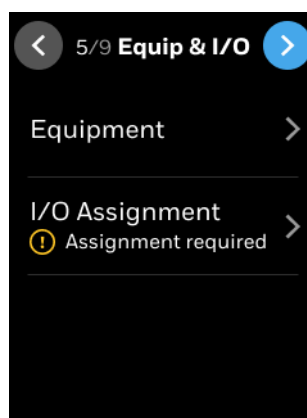 5/9 Equip & I/O
Equipment
I/O Assignment
Assignment required